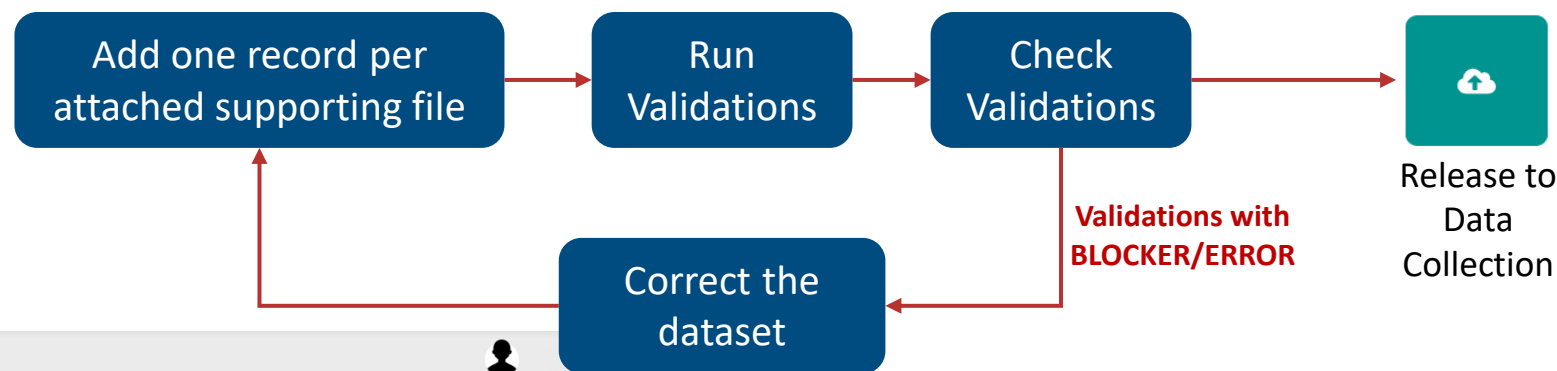 Add one record per
attached supporting file
Run
Validations
Check
Validations
Release to
Data
Collection
Validations with
BLOCKER/ERROR
Correct the
dataset